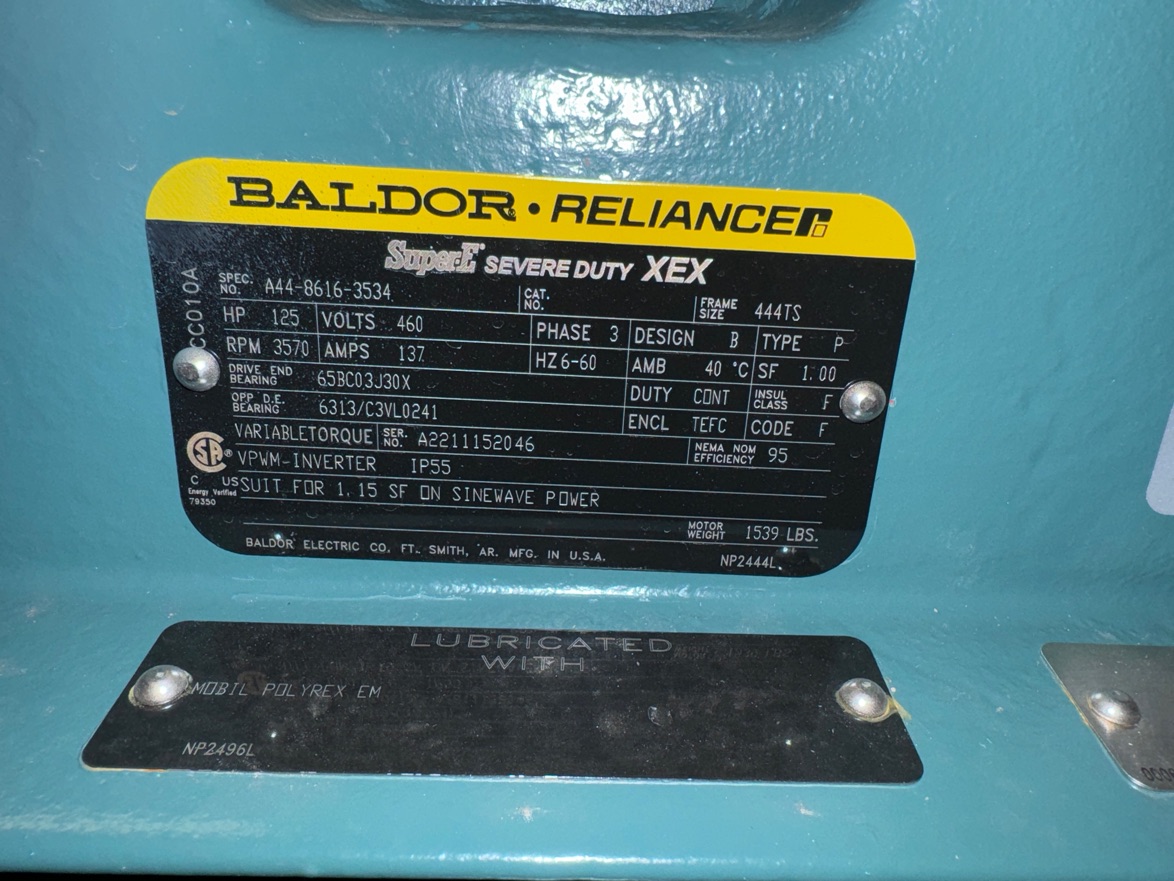 BALDOR · RELIANCE
Super-E SEVERE DUTY XEX
CC010A
SPEC. NO. A44-8616-3534 CAT. NO. FRAME SIZE 444TS
HP 125 VOLTS 460 PHASE 3 DESIGN B TYPE P
RPM 3570 AMPS 137 HZ 6-60 AMB 40 °C SF 1.00
DRIVE END BEARING 65BC03J30X DUTY CONT INSUL CLASS F
OPP D.E. BEARING 6313/C3VL0241 ENCL TEFC CODE F
VARIABLETORQUE SER. NO. A2211152046 NEMA NOM EFFICIENCY 95
VPWM-INVERTER IP55
SUIT FOR 1.15 SF ON SINEWAVE POWER
SA ®
C US
Energy Verified
79350
MOTOR WEIGHT 1539 LBS.
BALDOR ELECTRIC CO. FT. SMITH, AR. MFG. IN U.S.A. NP2444L
LUBRICATED
WITH
MOBIL POLYREX EM
NP2496L